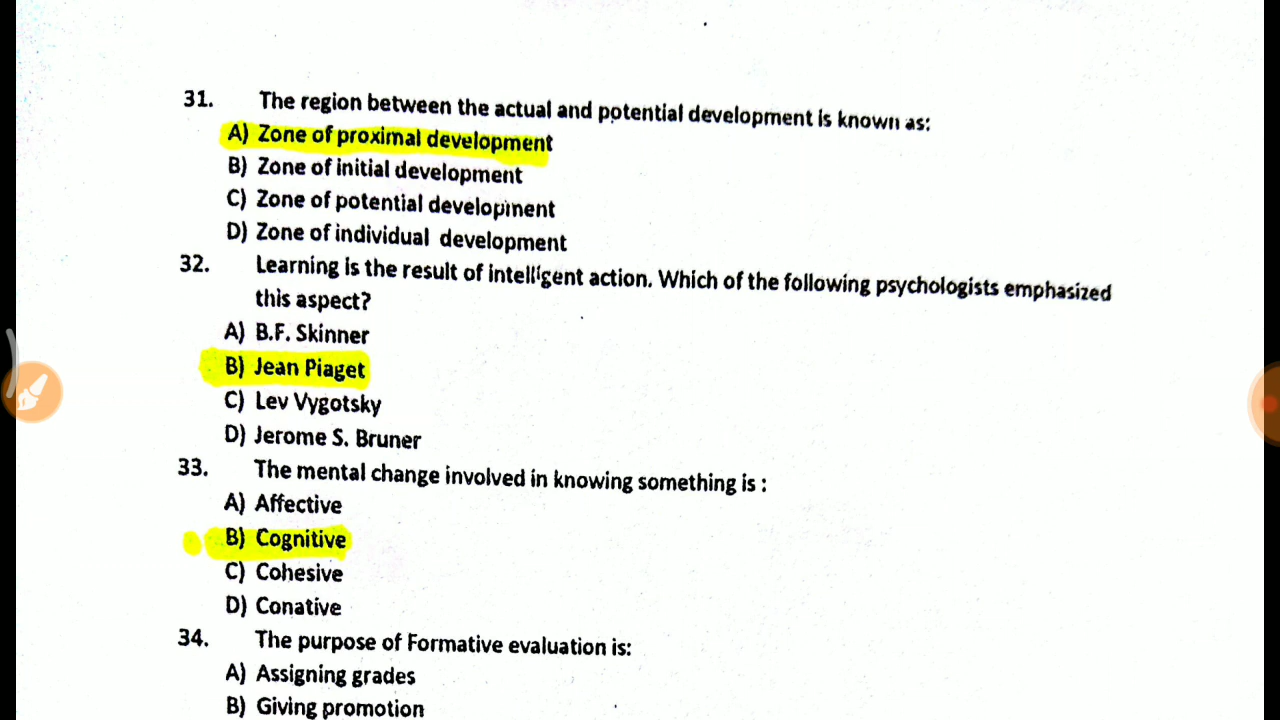 31. The region between the actual and potential development is known as:
A) Zone of proximal development
B) Zone of initial development
C) Zone of potential development
D) Zone of individual development
32. Learning is the result of intelligent action. Which of the following psychologists emphasized
this aspect?
A) B.F. Skinner
B) Jean Piaget
C) Lev Vygotsky
D) Jerome S. Bruner
33. The mental change involved in knowing something is :
A) Affective
B) Cognitive
C) Cohesive
D) Conative
34. The purpose of Formative evaluation is:
A) Assigning grades
B) Giving promotion